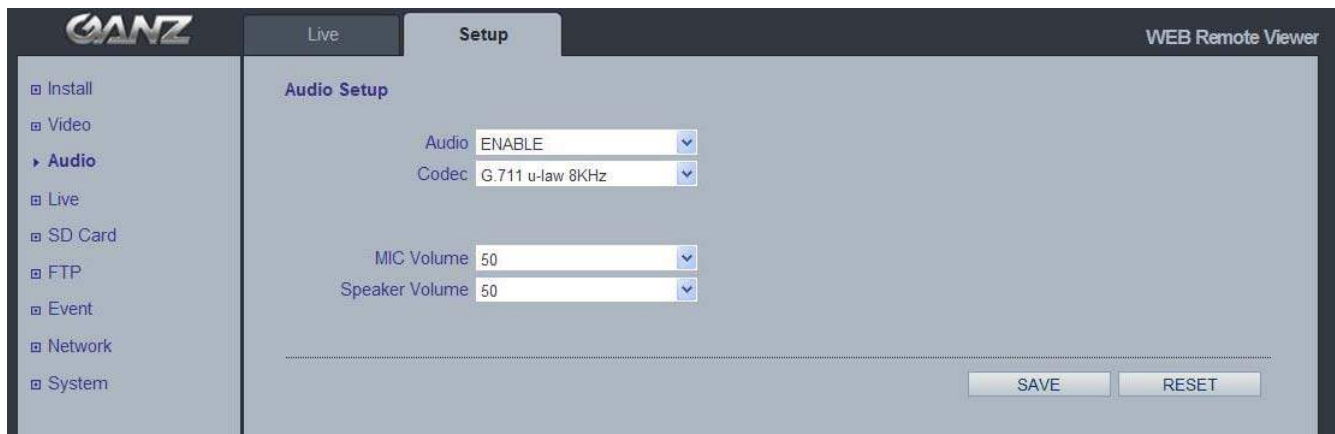 GANZ
Live
Setup
WEB Remote Viewer
Install
Video
Audio
Live
SD Card
FTP
Event
Network
System
Audio Setup
Audio ENABLE
Codec G.711 u-law 8KHz
MIC Volume 50
Speaker Volume 50
SAVE
RESET